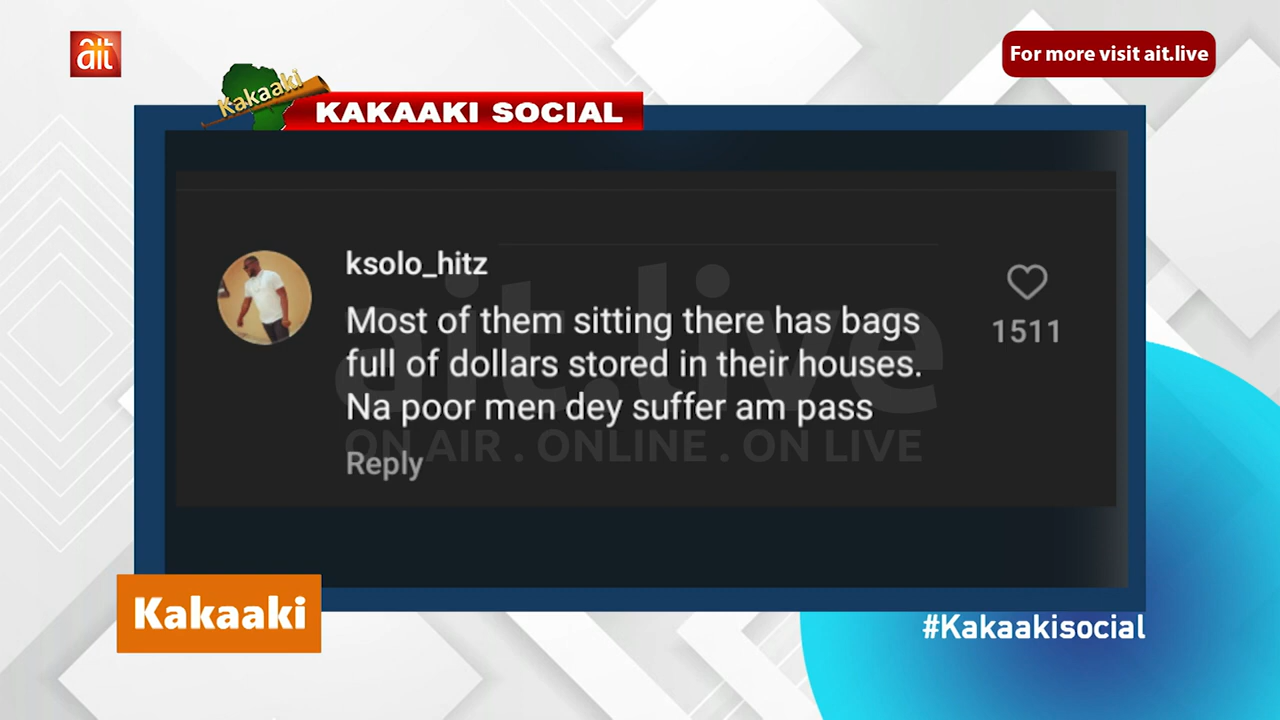 ait
For more visit ait.live
Kakaaki
KAKAAKI SOCIAL
ksolo_hitz
Most of them sitting there has bags
full of dollars stored in their houses.
Na poor men dey suffer am pass
Reply
1511
ait.live
ON AIR . ONLINE . ON LIVE
Kakaaki
#Kakaakisocial